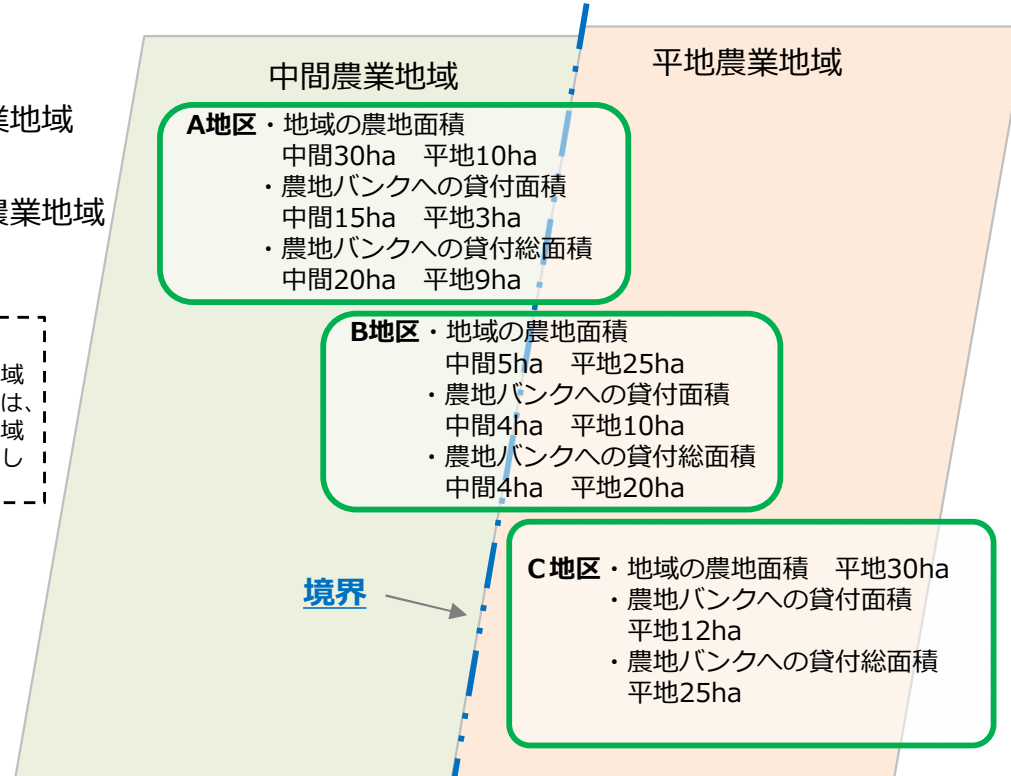 中間農業地域
平地農業地域
業地域
農業地域
域
は、
域
し
A地区・地域の農地面積
中間30ha 平地10ha
・農地バンクへの貸付面積
中間15ha 平地3ha
・農地バンクへの貸付総面積
中間20ha 平地9ha
B地区・地域の農地面積
中間5ha 平地25ha
・農地バンクへの貸付面積
中間4ha 平地10ha
・農地バンクへの貸付総面積
中間4ha 平地20ha
境界
C地区・地域の農地面積 平地30ha
・農地バンクへの貸付面積
平地12ha
・農地バンクへの貸付総面積
平地25ha